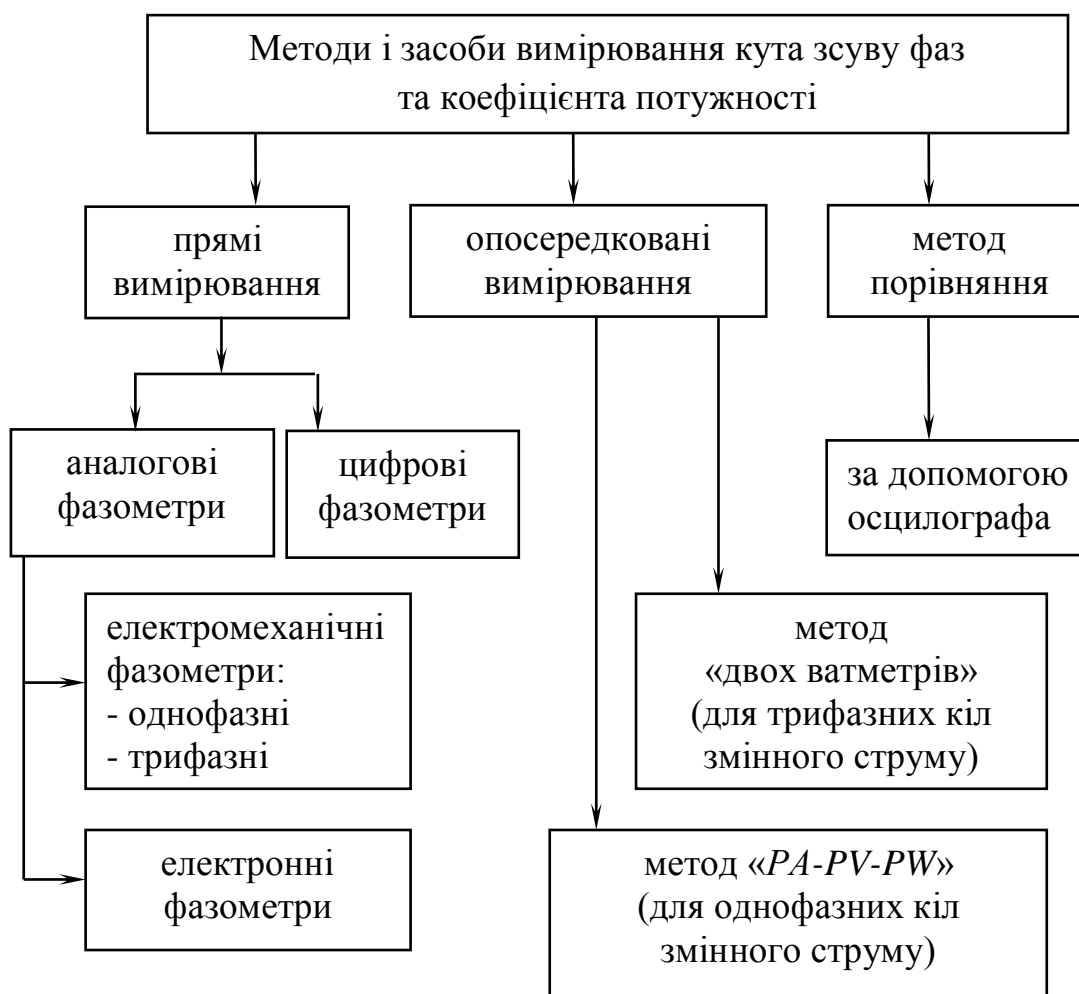 Методи і засоби вимірювання кута зсуву фаз
та коефіцієнта потужності
прямі
вимірювання
опосередковані
вимірювання
метод
порівняння
аналогові
фазометри
цифрові
фазометри
за допомогою
осцилографа
електромеханічні
фазометри:
- однофазні
- трифазні
метод
«двох ватметрів»
(для трифазних кіл
змінного струму)
електронні
фазометри
метод «PA-PV-PW»
(для однофазних кіл
змінного струму)